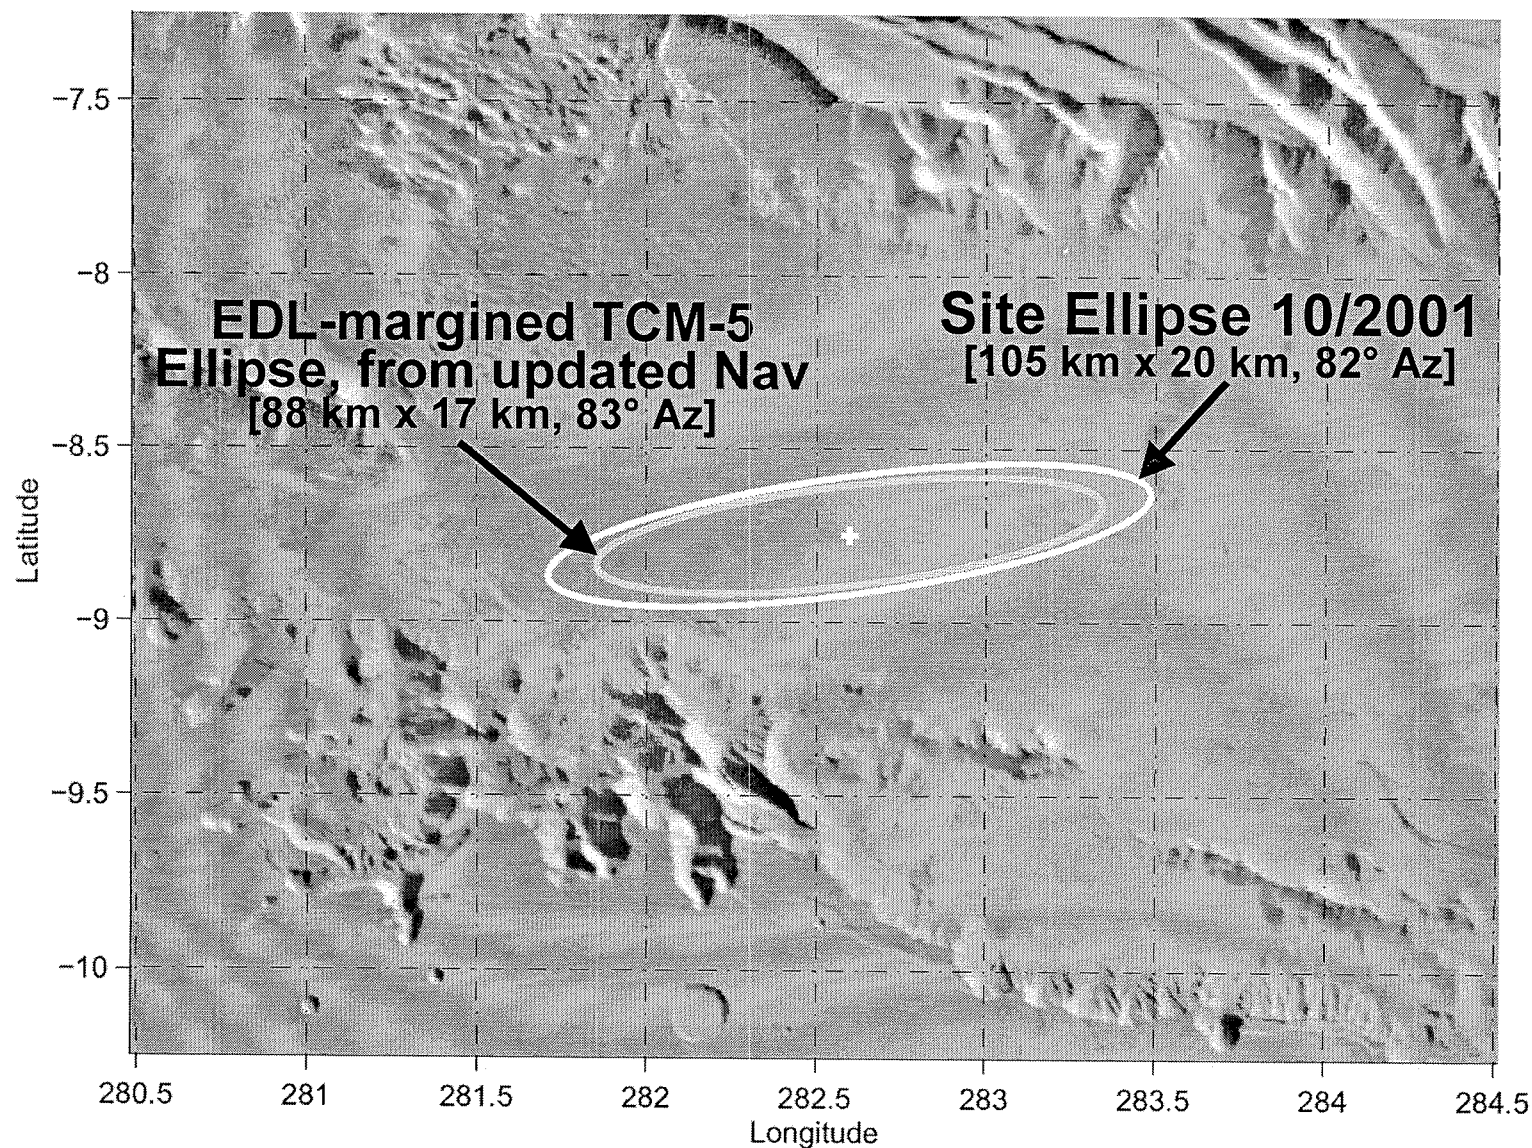 −7.5
−8
−8.5
−9
−9.5
−10
Latitude
EDL-margined TCM-5
Ellipse, from updated Nav
[88 km x 17 km, 83° Az]
Site Ellipse 10/2001
[105 km x 20 km, 82° Az]
280.5 281 281.5 282 282.5 283 283.5 284 284.5
Longitude